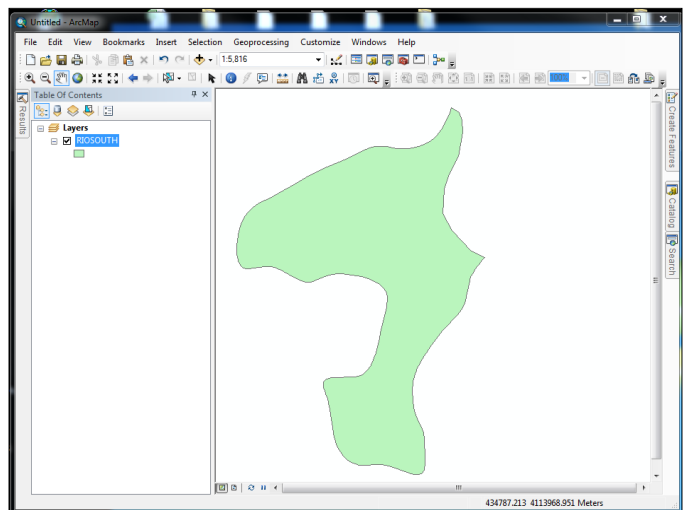 Untitled - ArcMap
File Edit View Bookmarks Insert Selection Geoprocessing Customize Windows Help
1:5,816
100%
Table Of Contents
Results
Layers
RIOSOUTH
Create Features
Catalog
Search
434787.213 4113968.951 Meters